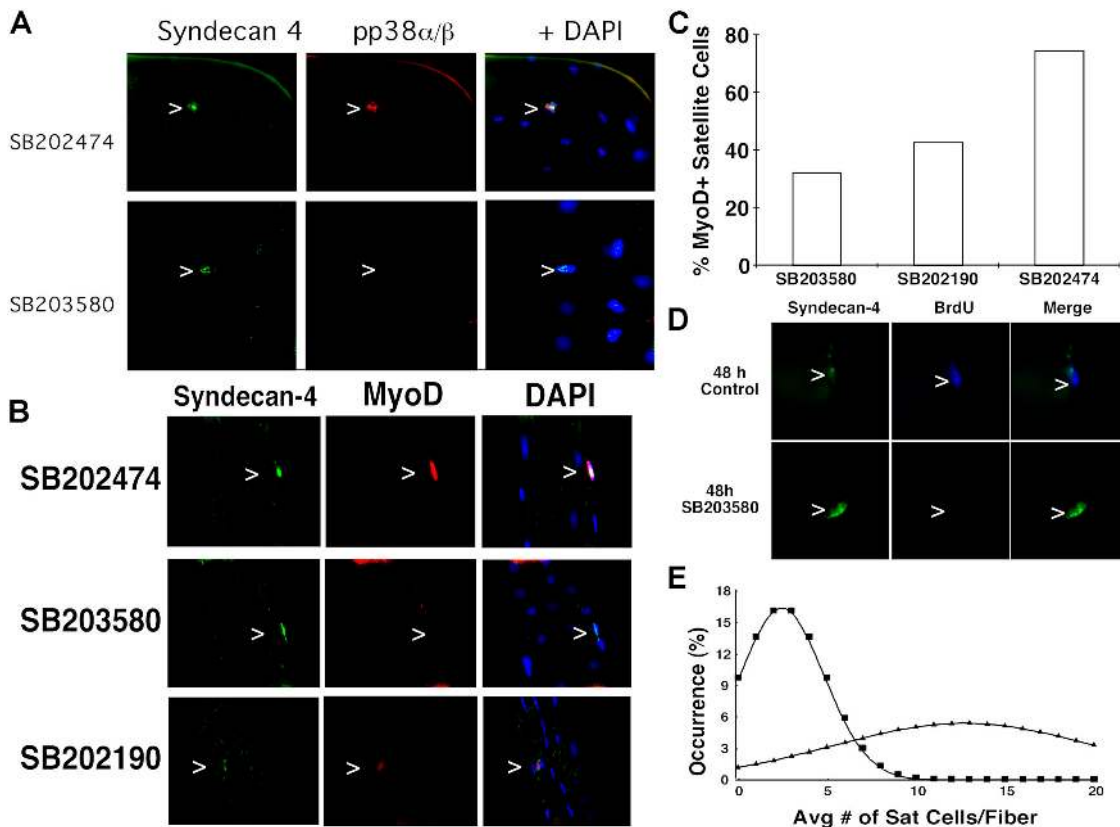 A
Syndecan 4 pp38α/β + DAPI
SB202474
>
>
>
SB203580
>
>
>
B
Syndecan-4 MyoD DAPI
SB202474
>
>
>
SB203580
>
>
>
SB202190
>
>
>
C
% MyoD+ Satellite Cells
80
60
40
20
0
SB203580 SB202190 SB202474
D
Syndecan-4 BrdU Merge
48 h
Control
>
>
>
48h
SB203580
>
>
>
E
Occurrence (%)
18
15
12
9
6
3
0
0 5 10 15 20
Avg # of Sat Cells/Fiber